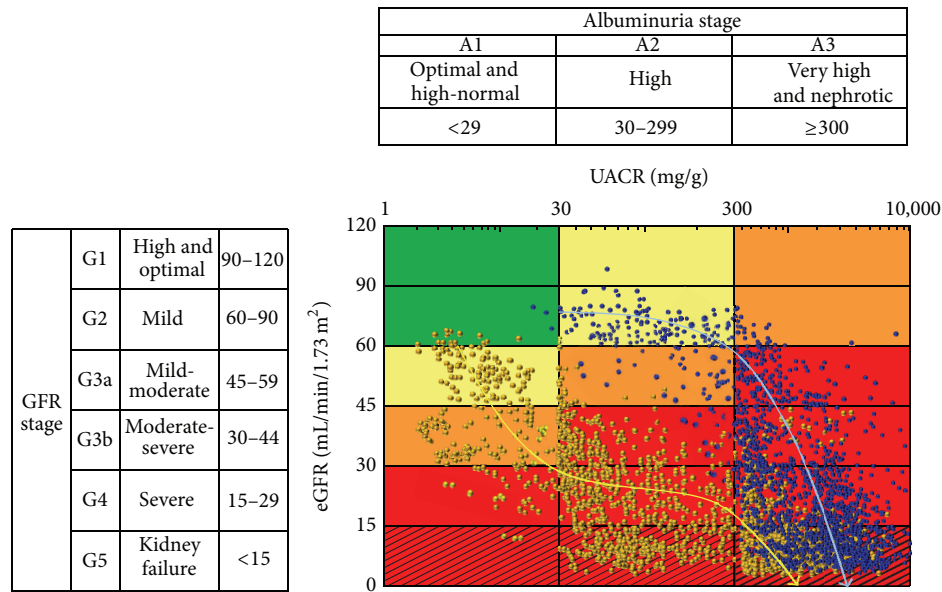 Albuminuria stage
A1 A2 A3
Optimal and high-normal
High
Very high and nephrotic
<29 30–299 ≥300
UACR (mg/g)
1 30 300 10,000
GFR stage
G1 High and optimal 90–120
G2 Mild 60–90
G3a Mild-moderate 45–59
G3b Moderate-severe 30–44
G4 Severe 15–29
G5 Kidney failure <15
eGFR (mL/min/1.73 m²)
120
90
60
45
30
15
0